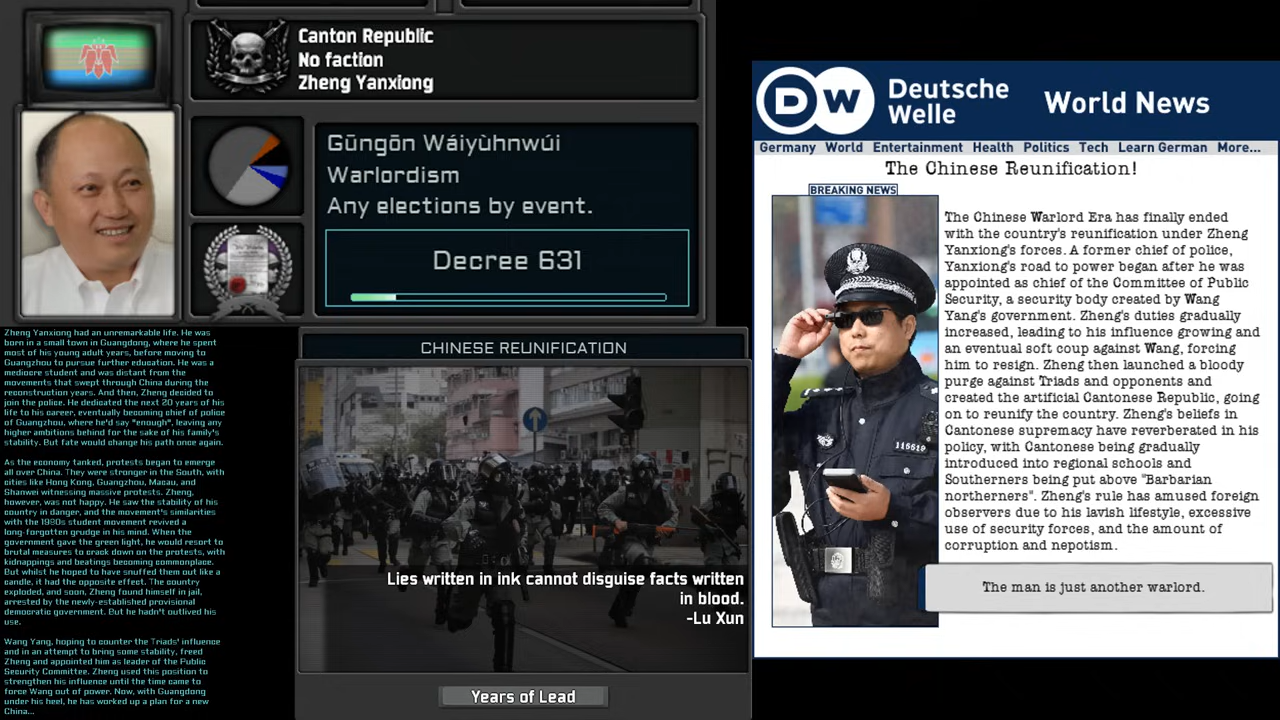 Canton Republic
No faction
Zheng Yanxiong
Gūngōn Wáiyùhnwúi
Warlordism
Any elections by event.
Decree 631
Zheng Yanxiong had an unremarkable life. He was
born in a small town in Guangdong, where he spent
most of his young adult years, before moving to
Guangzhou to pursue further education. He was a
mediocre student and was distant from the
movements that swept through China during the
reconstruction years. And then, Zheng decided to
join the police. He dedicated the next 20 years of his
life to his career, eventually becoming chief of police
of Guangzhou, where he'd say "enough", leaving any
higher ambitions behind for the sake of his family's
stability. But fate would change his path once again.
As the economy tanked, protests began to emerge
all over China. They were stronger in the South, with
cities like Hong Kong, Guangzhou, Macau, and
Shanwei witnessing massive protests. Zheng,
however, was not happy. He saw the stability of his
country in danger, and the movement's similarities
with the 1980s student movement revived a
long-forgotten grudge in his mind. When the
government gave the green light, he would resort to
brutal measures to crack down on the protests, with
kidnappings and beatings becoming commonplace.
But whilst he hoped to have snuffed them out like a
candle, it had the opposite effect. The country
exploded, and soon, Zheng found himself in jail,
arrested by the newly-established provisional
democratic government. But he hadn't outlived his
use.
Wang Yang, hoping to counter the Triads' influence
and in an attempt to bring some stability, freed
Zheng and appointed him as leader of the Public
Security Committee. Zheng used this position to
strengthen his influence until the time came to
force Wang out of power. Now, with Guangdong
under his heel, he has worked up a plan for a new
China...
CHINESE REUNIFICATION
Lies written in ink cannot disguise facts written
in blood.
-Lu Xun
Years of Lead
DW
Deutsche
Welle
World News
Germany World Entertainment Health Politics Tech Learn German More...
The Chinese Reunification!
BREAKING NEWS
The Chinese Warlord Era has finally ended
with the country's reunification under Zheng
Yanxiong's forces. A former chief of police,
Yanxiong's road to power began after he was
appointed as chief of the Committee of Public
Security, a security body created by Wang
Yang's government. Zheng's duties gradually
increased, leading to his influence growing and
an eventual soft coup against Wang, forcing
him to resign. Zheng then launched a bloody
purge against Triads and opponents and
created the artificial Cantonese Republic, going
on to reunify the country. Zheng's beliefs in
Cantonese supremacy have reverberated in his
policy, with Cantonese being gradually
introduced into regional schools and
Southerners being put above "Barbarian
northerners". Zheng's rule has amused foreign
observers due to his lavish lifestyle, excessive
use of security forces, and the amount of
corruption and nepotism.
115619
The man is just another warlord.